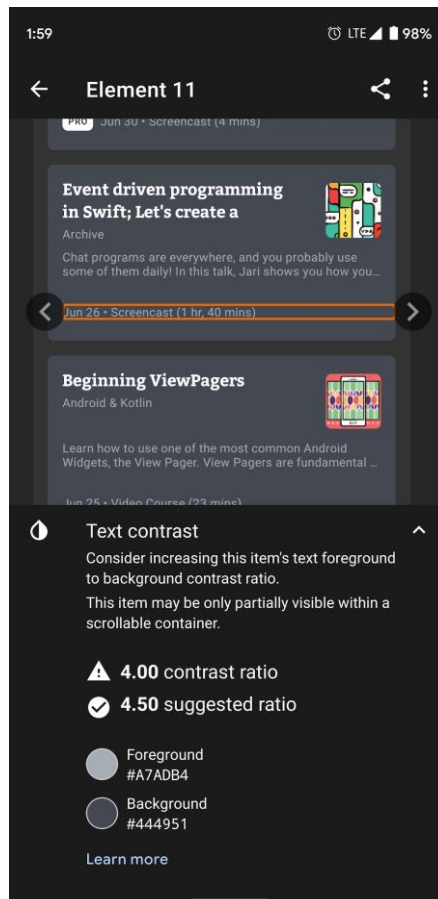 1:59 LTE 98%
Element 11
PRO Jun 30 • Screencast (4 mins)
Event driven programming
in Swift; Let's create a
Archive
Chat programs are everywhere, and you probably use
some of them daily! In this talk, Jari shows you how you...
Jun 26 • Screencast (1 hr, 40 mins)
Beginning ViewPagers
Android & Kotlin
Learn how to use one of the most common Android
Widgets, the View Pager. View Pagers are fundamental ...
Jun 25 • Video Course (23 mins)
Text contrast
Consider increasing this item's text foreground
to background contrast ratio.
This item may be only partially visible within a
scrollable container.
4.00 contrast ratio
4.50 suggested ratio
Foreground
#A7ADB4
Background
#444951
Learn more